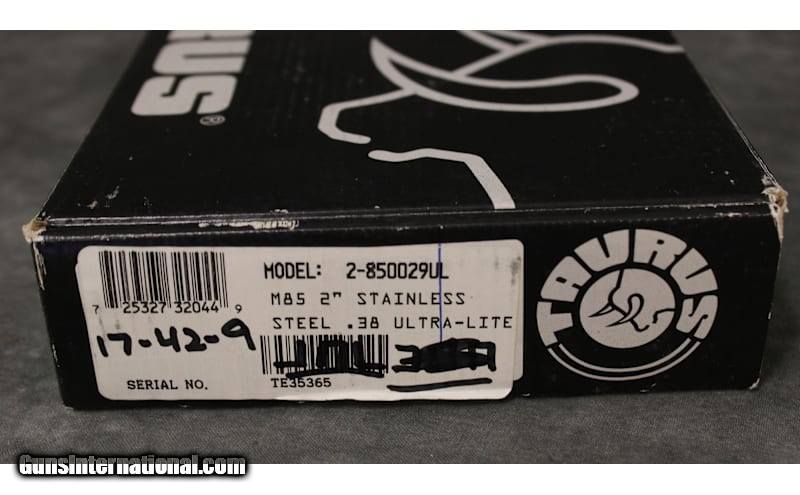 RUS®
MODEL: 2-850029UL
M85 2" STAINLESS
STEEL .38 ULTRA-LITE
7 25327 32044 9
17-42-9
SERIAL NO. TE35365
TAURUS
GunsInternational.com